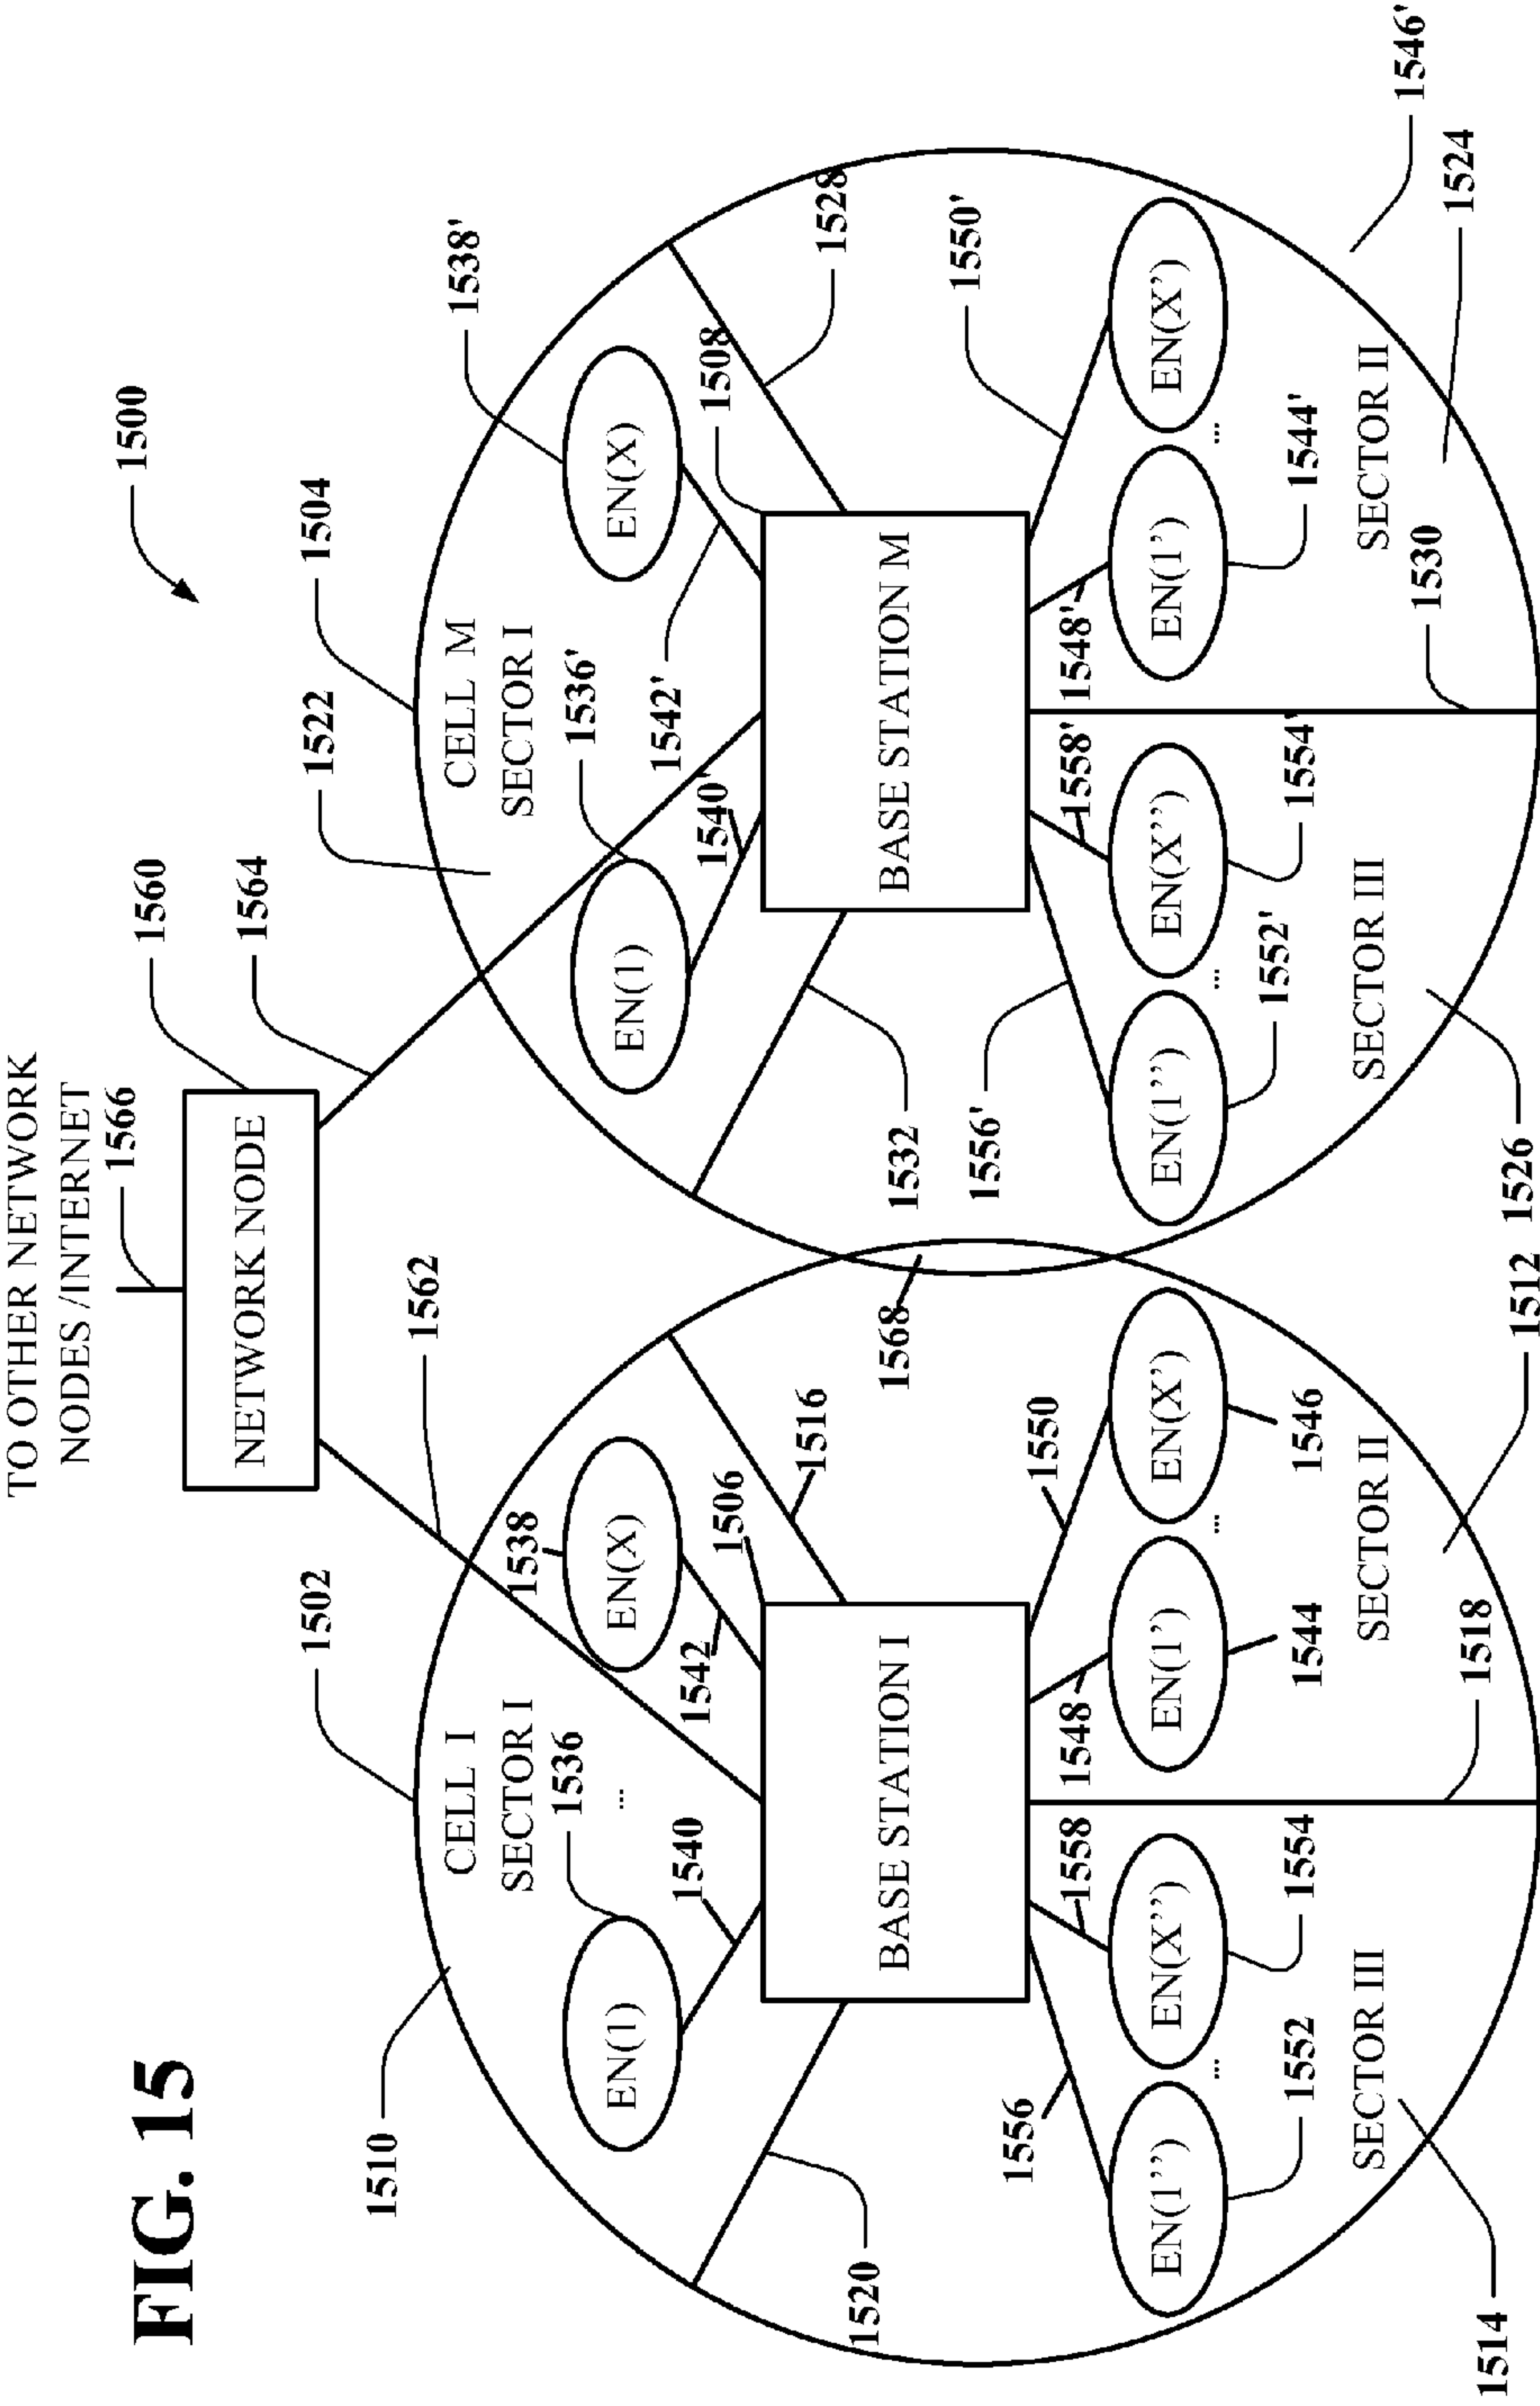 FIG. 15
TO OTHER NETWORK
NODES /INTERNET
1566
1560
NETWORK NODE
1500
1562
1564
1502
1504
1510
1522
CELL I
SECTOR I
CELL M
SECTOR I
1536
1538
1536'
1538'
EN(1)
...
EN(X)
EN(1)
EN(X)
1540
1542
1506
1540'
1542'
1508
1516
1528
1520
1532
BASE STATION I
BASE STATION M
1568
1556
1558
1548
1550
1556'
1558'
1548'
1550'
EN(1'')
...
EN(X'')
EN(1')
...
EN(X')
EN(1'')
...
EN(X'')
EN(1')
...
EN(X')
1552
1554
1544
1546
1552'
1554'
1544'
1546'
SECTOR III
SECTOR II
SECTOR III
SECTOR II
1514
1518
1512
1526
1530
1524